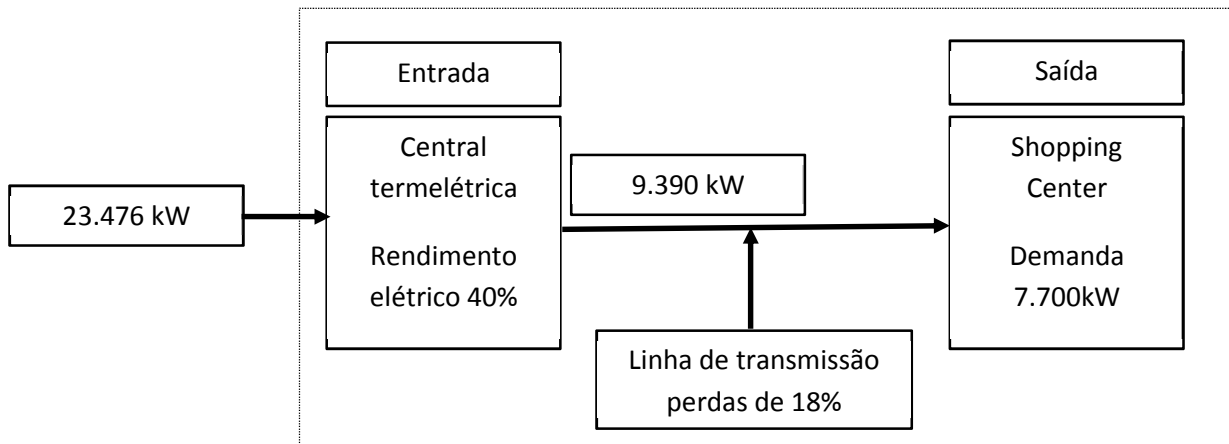 Entrada
Saída
23.476 kW
Central
termelétrica
Rendimento
elétrico 40%
9.390 kW
Linha de transmissão
perdas de 18%
Shopping
Center
Demanda
7.700kW